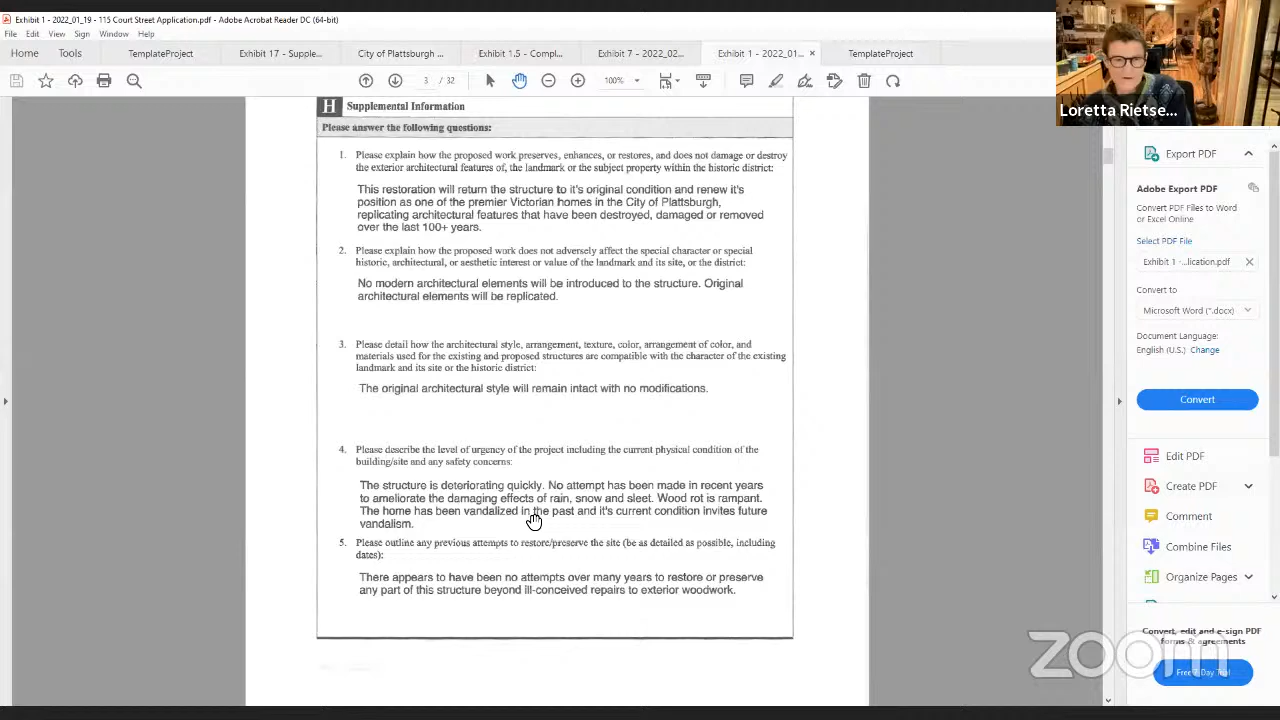 Exhibit 1 - 2022_01_19 - 115 Court Street Application.pdf - Adobe Acrobat Reader DC (64-bit)
File Edit View Sign Window Help
Home Tools TemplateProject Exhibit 17 - Supple... City of Plattsburgh ... Exhibit 1.5 - Compl... Exhibit 7 - 2022_02... Exhibit 1 - 2022_01... × TemplateProject
3 / 32 100%
Loretta Rietse...
H Supplemental Information
Please answer the following questions:
1. Please explain how the proposed work preserves, enhances, or restores, and does not damage or destroy
the exterior architectural features of, the landmark or the subject property within the historic district:
This restoration will return the structure to it's original condition and renew it's
position as one of the premier Victorian homes in the City of Plattsburgh,
replicating architectural features that have been destroyed, damaged or removed
over the last 100+ years.
2. Please explain how the proposed work does not adversely affect the special character or special
historic, architectural, or aesthetic interest or value of the landmark and its site, or the district:
No modern architectural elements will be introduced to the structure. Original
architectural elements will be replicated.
3. Please detail how the architectural style, arrangement, texture, color, arrangement of color, and
materials used for the existing and proposed structures are compatible with the character of the existing
landmark and its site or the historic district:
The original architectural style will remain intact with no modifications.
4. Please describe the level of urgency of the project including the current physical condition of the
building/site and any safety concerns:
The structure is deteriorating quickly. No attempt has been made in recent years
to ameliorate the damaging effects of rain, snow and sleet. Wood rot is rampant.
The home has been vandalized in the past and it's current condition invites future
vandalism.
5. Please outline any previous attempts to restore/preserve the site (be as detailed as possible, including
dates):
There appears to have been no attempts over many years to restore or preserve
any part of this structure beyond ill-conceived repairs to exterior woodwork.
Export PDF
Adobe Export PDF
Convert PDF Files to Word
or Excel Online
Select PDF File
Exhibit 1 -...lication.pdf ×
Convert to
Microsoft Word (*.docx)
Document Language:
English (U.S.) Change
Convert
Edit PDF
Create PDF
Comment
Combine Files
Organize Pages
Convert, edit and e-sign PDF
forms & agreements
Free 7-Day Trial
zoom